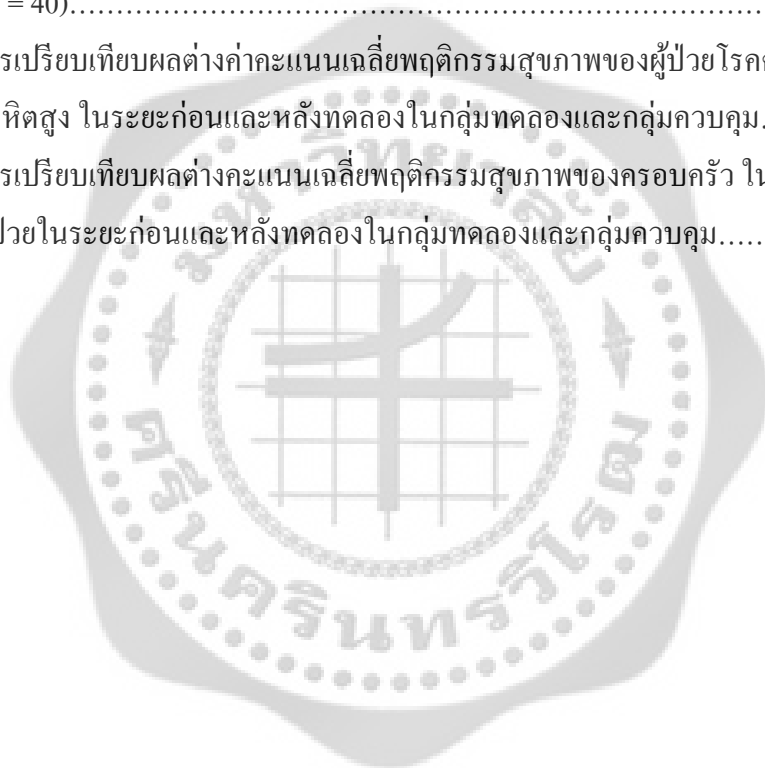 = 40)......................................................................
รเปรียบเทียบผลต่างค่าคะแนนเฉลี่ยพฤติกรรมสุขภาพของผู้ป่วยโรค
หิตสูง ในระยะก่อนและหลังทดลองในกลุ่มทดลองและกลุ่มควบคุม.
รเปรียบเทียบผลต่างคะแนนเฉลี่ยพฤติกรรมสุขภาพของครอบครัว ใน
ป่วยในระยะก่อนและหลังทดลองในกลุ่มทดลองและกลุ่มควบคุม......
มหาวิทยาลัย
ศรีนครินทรวิโรฒ